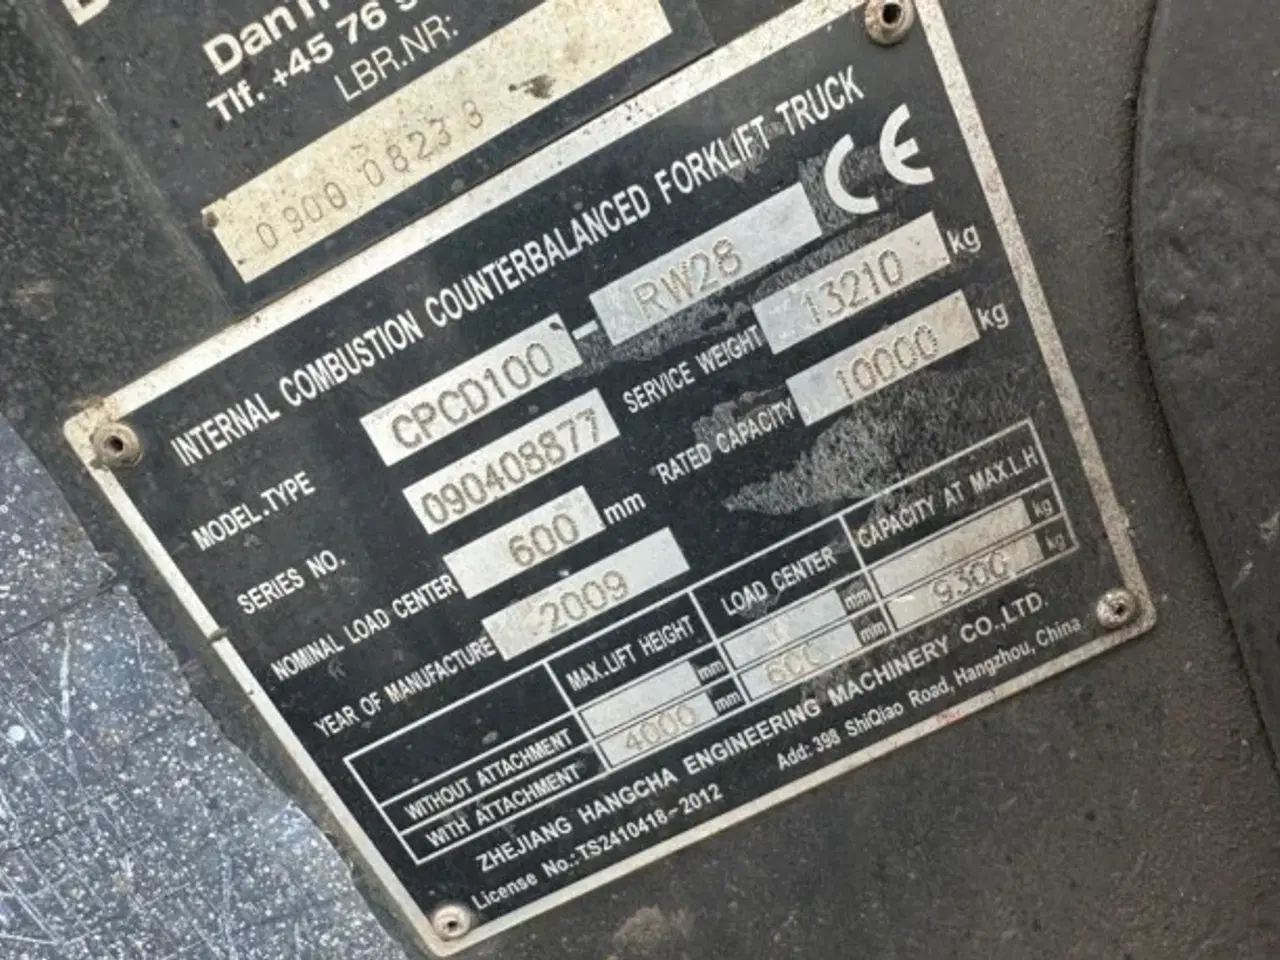 Tlf. +45 76
LBR.NR:
0900 08233
INTERNAL COMBUSTION COUNTERBALANCED FORKLIFT TRUCK
CE
MODEL.TYPE CPCD100 - RW28
SERIES NO. 090408877 SERVICE WEIGHT 13210 kg
NOMINAL LOAD CENTER 600 mm RATED CAPACITY 10000 kg
YEAR OF MANUFACTURE 2009
MAX.LIFT HEIGHT LOAD CENTER CAPACITY AT MAX.L.H
WITHOUT ATTACHMENT mm mm kg
WITH ATTACHMENT 4000 mm 600 mm 9300 kg
ZHEJIANG HANGCHA ENGINEERING MACHINERY CO.,LTD.
License No.:TS2410418-2012 Add: 398 ShiQiao Road, Hangzhou, China